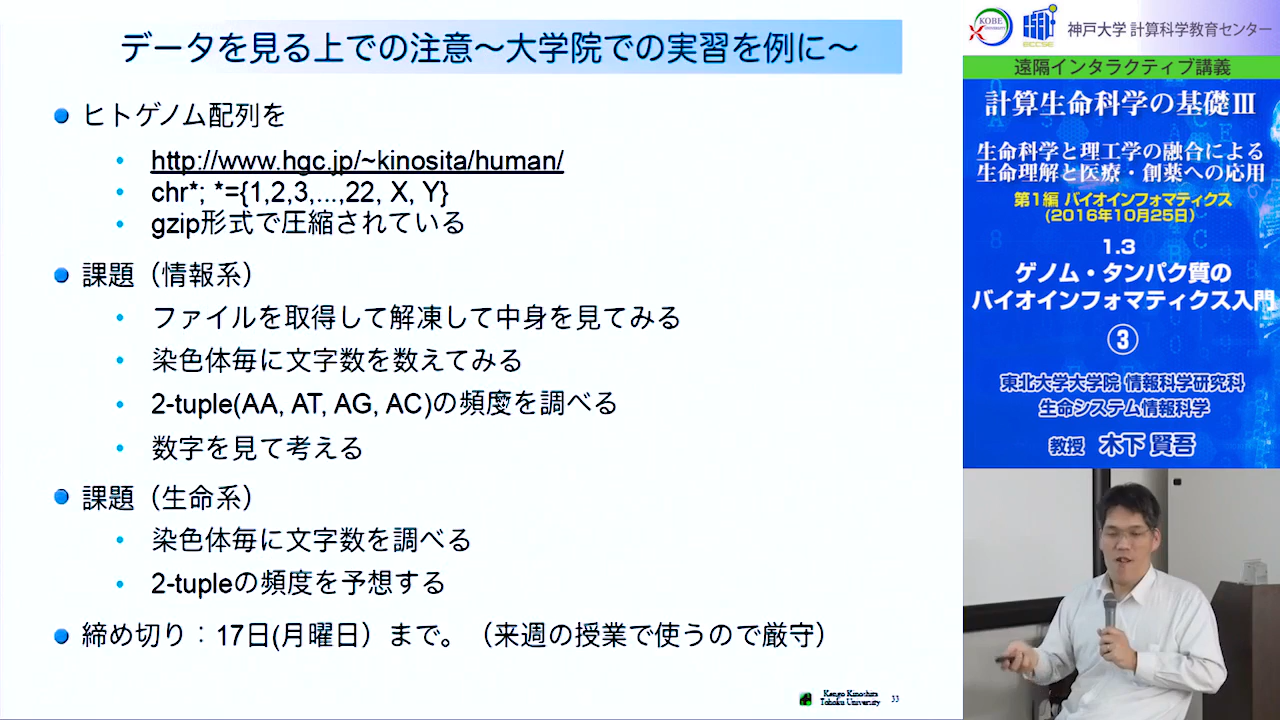 データを見る上での注意～大学院での実習を例に～
ヒトゲノム配列を
http://www.hgc.jp/~kinosita/human/
chr*; *={1,2,3,...,22, X, Y}
gzip形式で圧縮されている
課題（情報系）
ファイルを取得して解凍して中身を見てみる
染色体毎に文字数を数えてみる
2-tuple(AA, AT, AG, AC)の頻度を調べる
数字を見て考える
課題（生命系）
染色体毎に文字数を調べる
2-tupleの頻度を予想する
締め切り：17日(月曜日）まで。（来週の授業で使うので厳守）
Kengo Kinoshita
Tohoku University
33
KOBE
神戸大学 計算科学教育センター
遠隔インタラクティブ講義
計算生命科学の基礎Ⅲ
生命科学と理工学の融合による
生命理解と医療・創薬への応用
第1編 バイオインフォマティクス
（2016年10月25日）
1.3
ゲノム・タンパク質の
バイオインフォマティクス入門
③
東北大学大学院 情報科学研究科
生命システム情報科学
教授 木下 賢吾